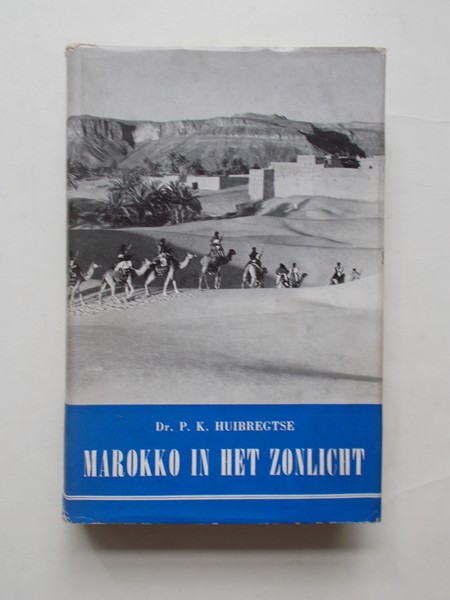 Dr. P. K. HUIBREGTSE
MAROKKO IN HET ZONLICHT